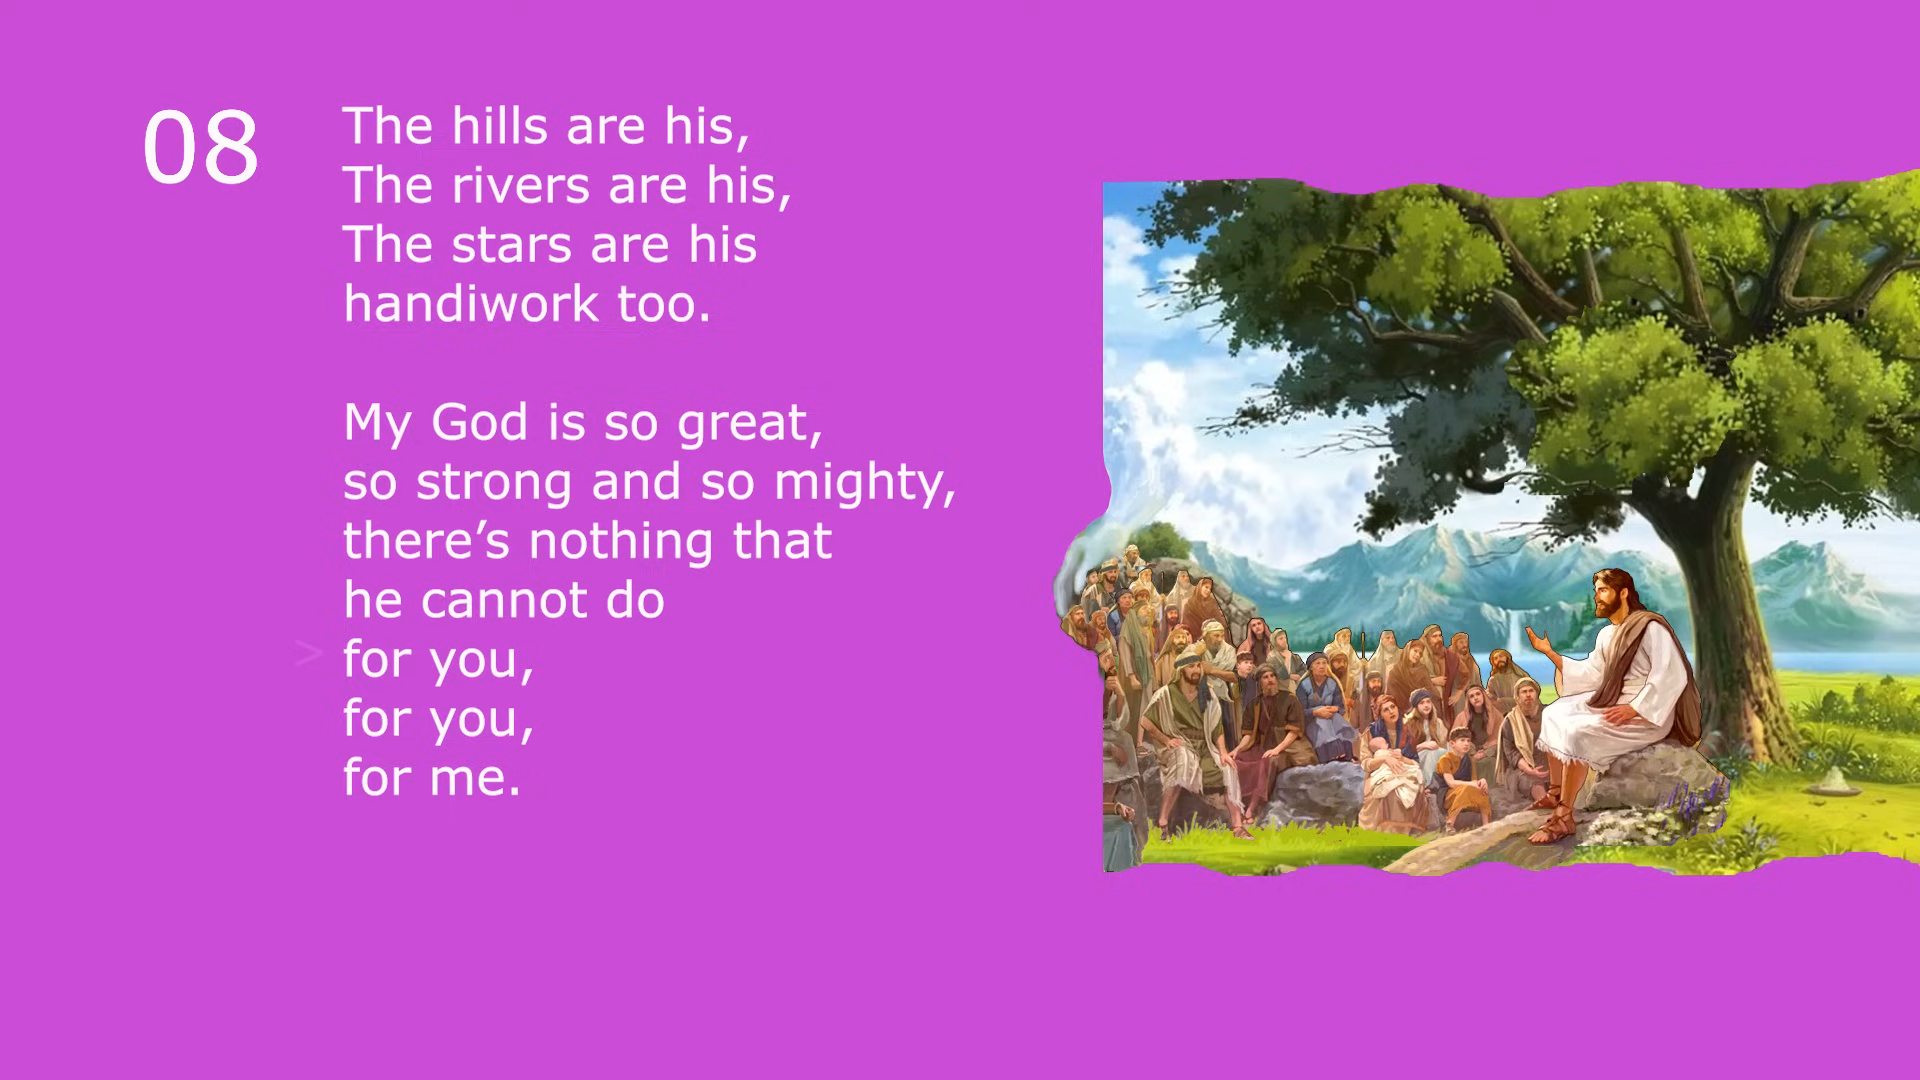 08
The hills are his,
The rivers are his,
The stars are his
handiwork too.
My God is so great,
so strong and so mighty,
there’s nothing that
he cannot do
> for you,
for you,
for me.